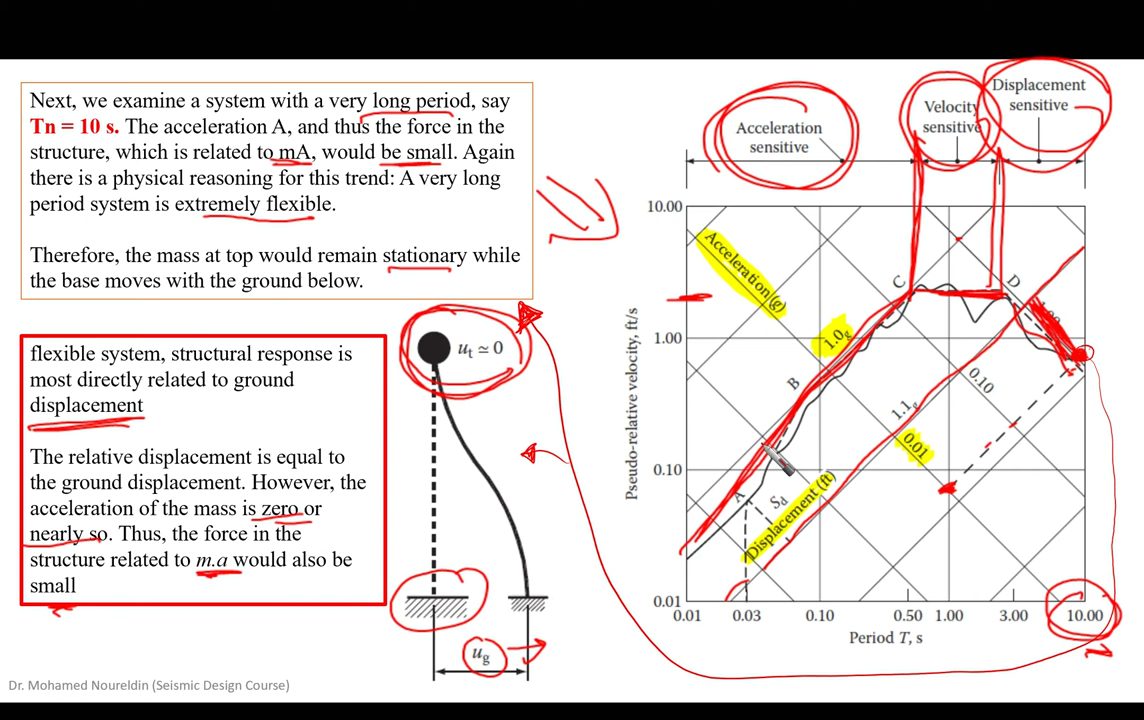 Next, we examine a system with a very long period, say
Tn = 10 s. The acceleration A, and thus the force in the
structure, which is related to mA, would be small. Again
there is a physical reasoning for this trend: A very long
period system is extremely flexible.
Therefore, the mass at top would remain stationary while
the base moves with the ground below.
flexible system, structural response is
most directly related to ground
displacement
The relative displacement is equal to
the ground displacement. However, the
acceleration of the mass is zero or
nearly so. Thus, the force in the
structure related to m.a would also be
small
ut ≃ 0
ug
Acceleration
sensitive
Velocity
sensitive
Displacement
sensitive
10.00
1.00
0.10
0.01
Pseudo-relative velocity, ft/s
Acceleration (g)
1.0g
C
D
B
A
Sd
Displacement (ft)
1.1g
0.01
0.10
0.01
0.03
0.10
0.50
1.00
3.00
10.00
Period T, s
Dr. Mohamed Noureldin (Seismic Design Course)